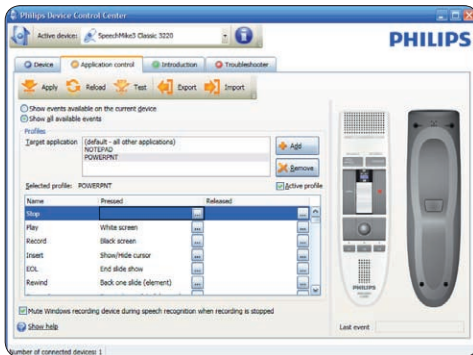 Philips Device Control Center
Active device: SpeechMike3 Classic 3220
PHILIPS
Device Application control Introduction Troubleshooter
Apply Reload Test Export Import
Show events available on the current device
Show all available events
Profiles
Target application (default - all other applications)
NOTEPAD
POWERPNT
Add
Remove
Selected profile: POWERPNT Active profile
Name Pressed Released
Stop ... ...
Play White screen ... ...
Record Black screen ... ...
Insert Show/Hide cursor ... ...
EOL End slide show ... ...
Rewind Back one slide (element) ... ...
Mute Windows recording device during speech recognition when recording is stopped
Show help
PHILIPS
Last event
Number of connected devices: 1